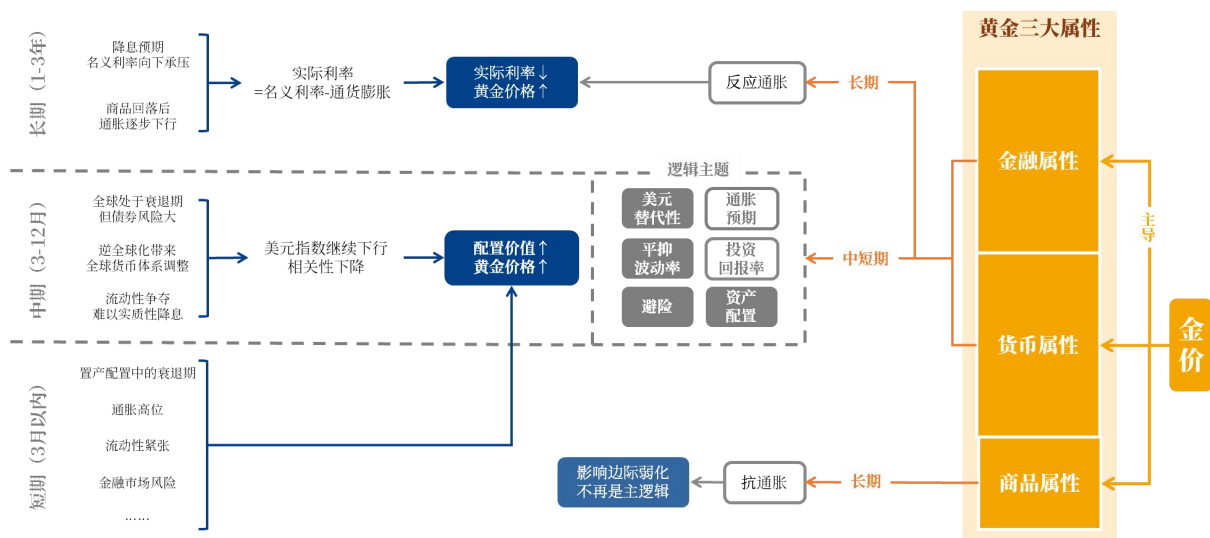 长期（1-3年）
降息预期
名义利率向下承压
商品回落后
通胀逐步下行
实际利率
=名义利率-通货膨胀
实际利率↓
黄金价格↑
反应通胀
长期
中期（3-12月）
全球处于衰退期
但债券风险大
逆全球化带来
全球货币体系调整
流动性争夺
难以实质性降息
美元指数继续下行
相关性下降
配置价值↑
黄金价格↑
逻辑主题
美元
替代性
通胀
预期
平抑
波动率
投资
回报率
避险
资产
配置
中短期
短期（3月以内）
置产配置中的衰退期
通胀高位
流动性紧张
金融市场风险
……
影响边际弱化
不再是主逻辑
抗通胀
长期
黄金三大属性
金融属性
货币属性
商品属性
主导
金价